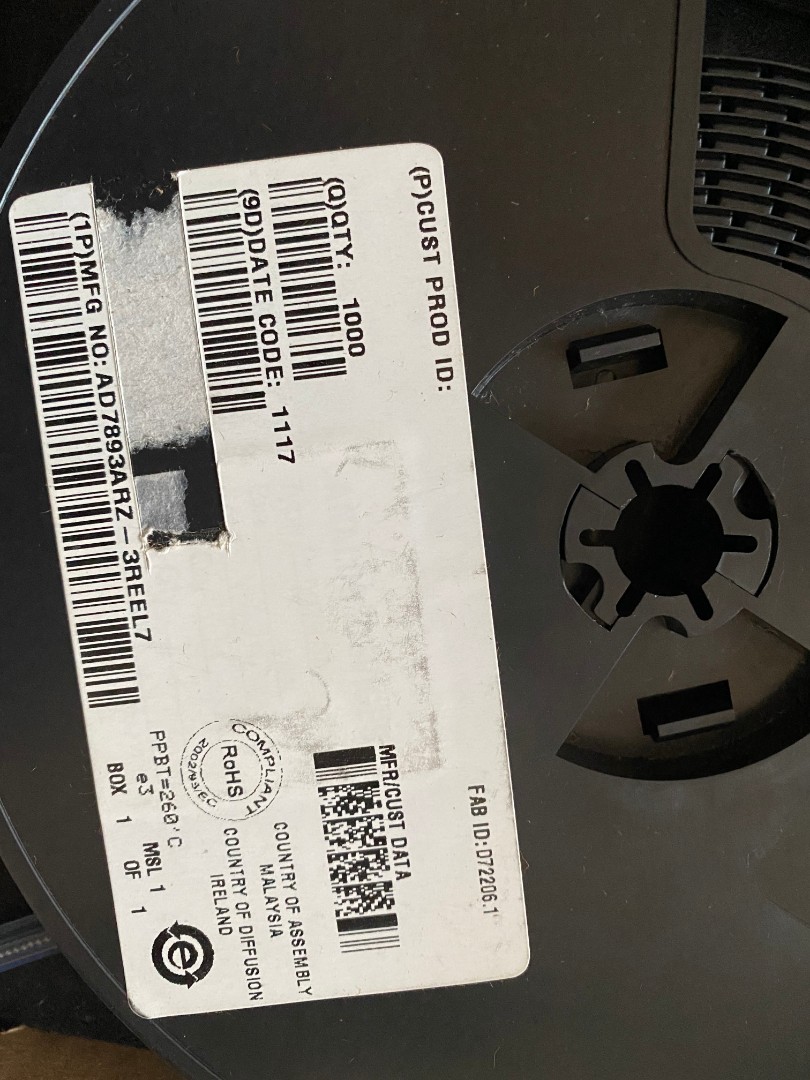 (P)CUST PROD ID:
(Q)QTY: 1000
(9D)DATE CODE: 1117
(1P)MFG NO: AD7893ARZ-3REEL7
FAB ID:D72206.1
MFR/CUST DATA
COUNTRY OF ASSEMBLY
MALAYSIA
COUNTRY OF DIFFUSION
IRELAND
COMPLIANT
RoHS
2002/95/EC
PPBT=260'C
e3 MSL 1
BOX 1 OF 1
e